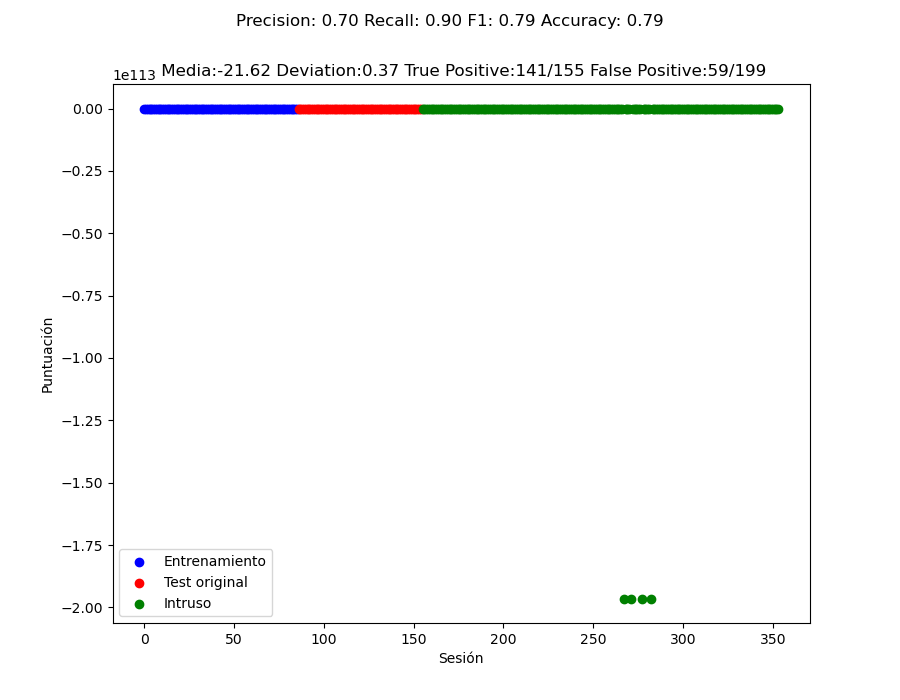 Precision: 0.70 Recall: 0.90 F1: 0.79 Accuracy: 0.79
Media:-21.62 Deviation:0.37 True Positive:141/155 False Positive:59/199
1e113
0.00
−0.25
−0.50
−0.75
−1.00
−1.25
−1.50
−1.75
−2.00
Puntuación
Entrenamiento
Test original
Intruso
0 50 100 150 200 250 300 350
Sesión